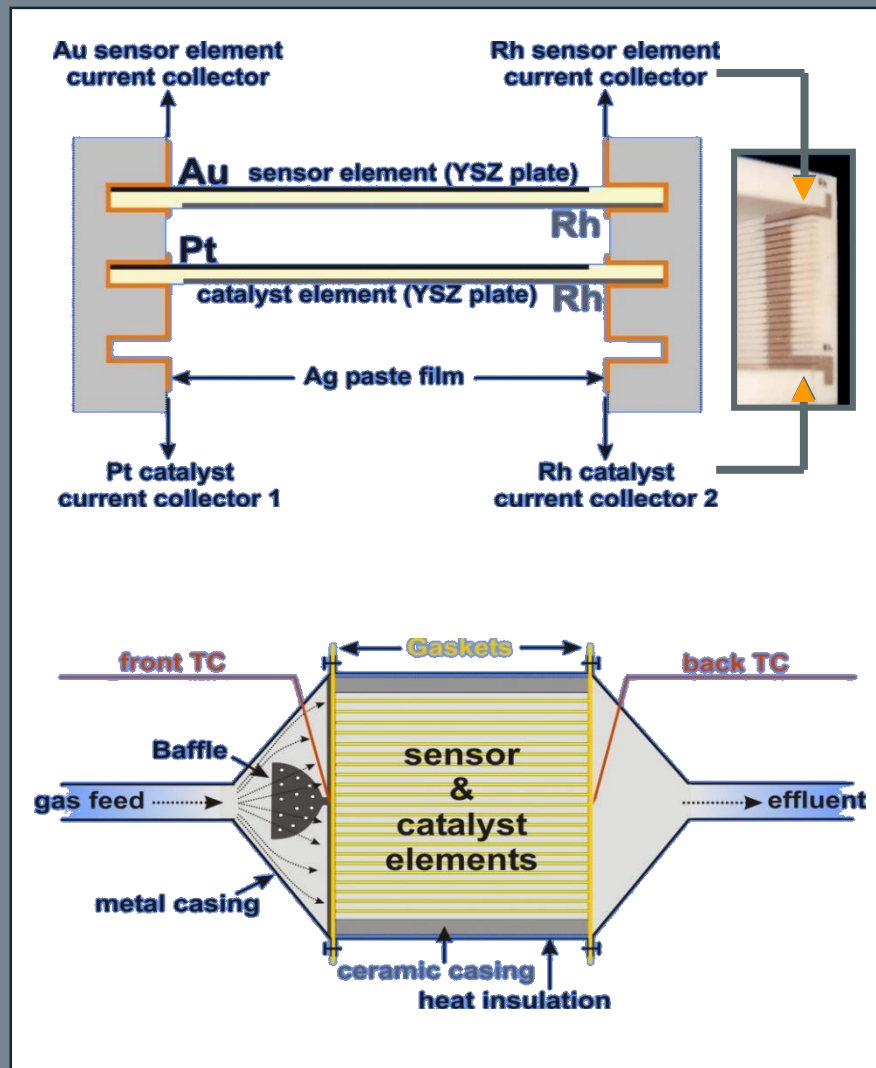 Au sensor element
current collector
Rh sensor element
current collector
Au
sensor element (YSZ plate)
Rh
Pt
catalyst element (YSZ plate)
Rh
Ag paste film
Pt catalyst
current collector 1
Rh catalyst
current collector 2
Gaskets
front TC
back TC
Baffle
gas feed
sensor
&
catalyst
elements
effluent
metal casing
ceramic casing
heat insulation